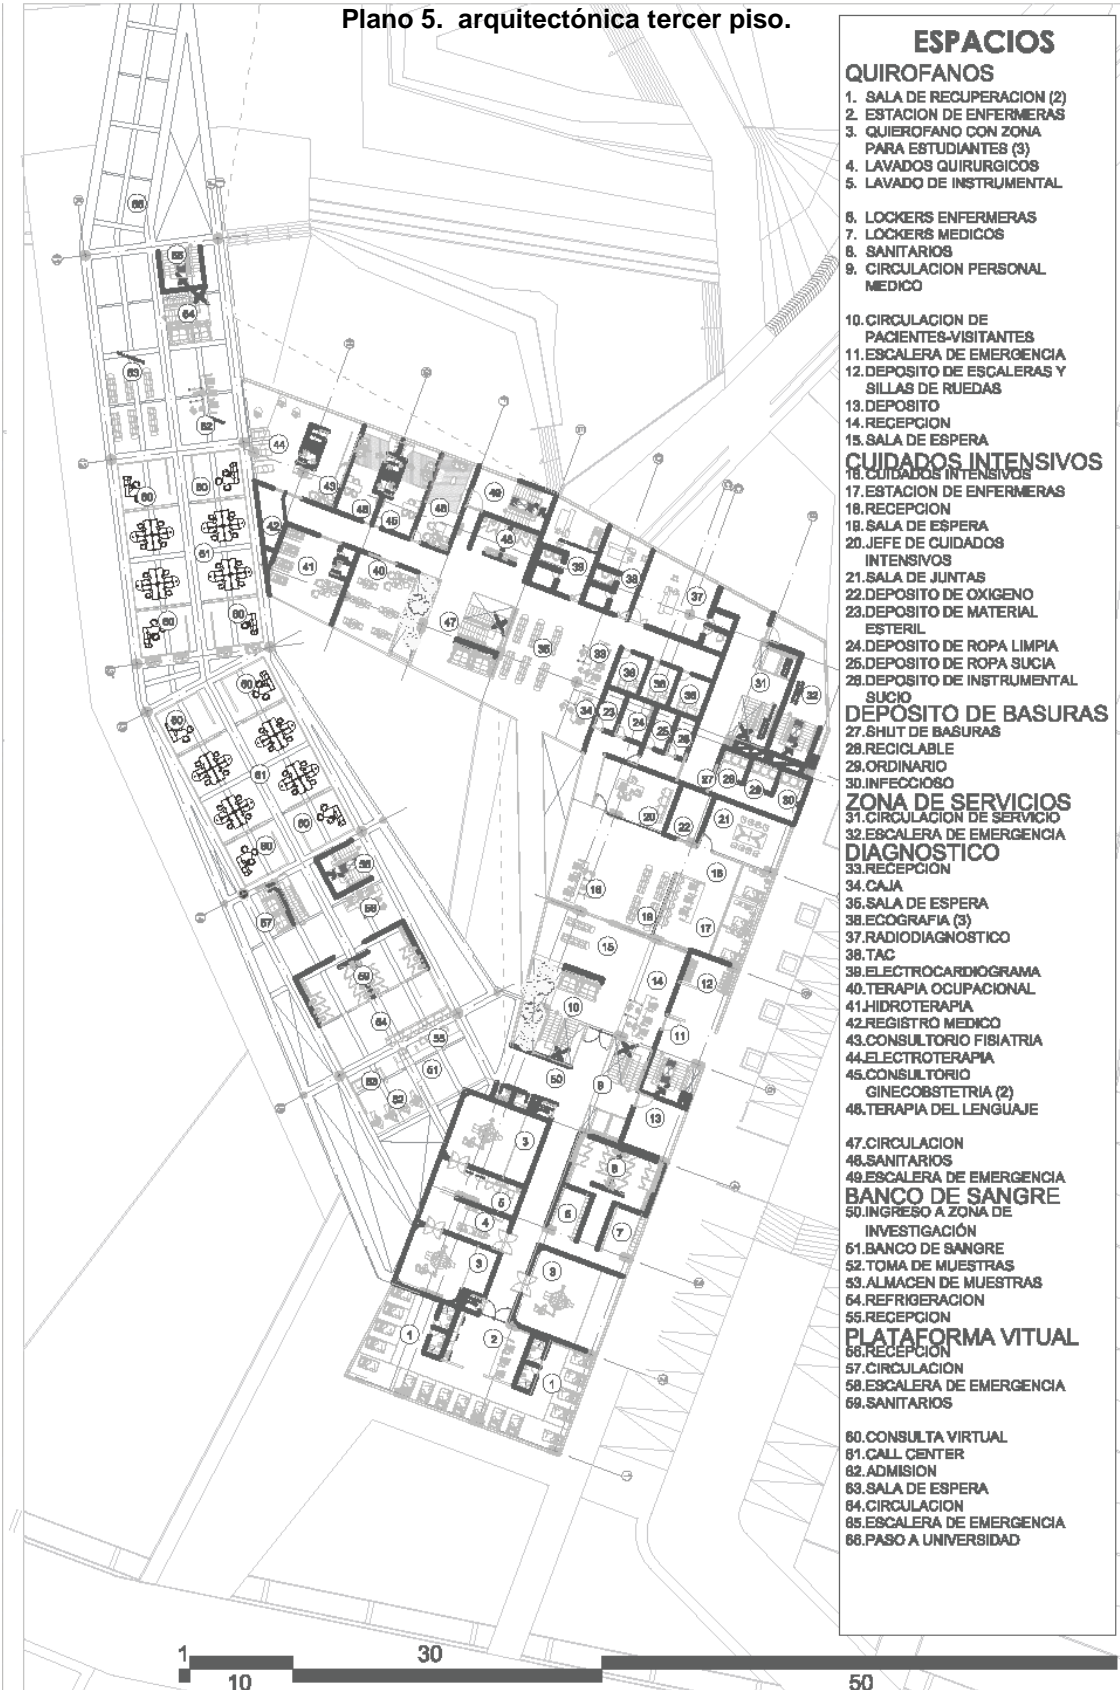 Plano 5. arquitectónica tercer piso.
ESPACIOS
QUIROFANOS
1. SALA DE RECUPERACION (2)
2. ESTACION DE ENFERMERAS
3. QUIEROFANO CON ZONA
PARA ESTUDIANTES (3)
4. LAVADOS QUIRURGICOS
5. LAVADO DE INSTRUMENTAL
6. LOCKERS ENFERMERAS
7. LOCKERS MEDICOS
8. SANITARIOS
9. CIRCULACION PERSONAL
MEDICO
10.CIRCULACION DE
PACIENTES-VISITANTES
11.ESCALERA DE EMERGENCIA
12.DEPOSITO DE ESCALERAS Y
SILLAS DE RUEDAS
13.DEPOSITO
14.RECEPCION
15.SALA DE ESPERA
CUIDADOS INTENSIVOS
16.CUIDADOS INTENSIVOS
17.ESTACION DE ENFERMERAS
18.RECEPCION
19.SALA DE ESPERA
20.JEFE DE CUIDADOS
INTENSIVOS
21.SALA DE JUNTAS
22.DEPOSITO DE OXIGENO
23.DEPOSITO DE MATERIAL
ESTERIL
24.DEPOSITO DE ROPA LIMPIA
25.DEPOSITO DE ROPA SUCIA
26.DEPOSITO DE INSTRUMENTAL
SUCIO
DEPOSITO DE BASURAS
27.SHUT DE BASURAS
28.RECICLABLE
29.ORDINARIO
30.INFECCIOSO
ZONA DE SERVICIOS
31.CIRCULACION DE SERVICIO
32.ESCALERA DE EMERGENCIA
DIAGNOSTICO
33.RECEPCION
34.CAJA
35.SALA DE ESPERA
36.ECOGRAFIA (3)
37.RADIODIAGNOSTICO
38.TAC
39.ELECTROCARDIOGRAMA
40.TERAPIA OCUPACIONAL
41.HIDROTERAPIA
42.REGISTRO MEDICO
43.CONSULTORIO FISIATRIA
44.ELECTROTERAPIA
45.CONSULTORIO
GINECOBSTETRIA (2)
46.TERAPIA DEL LENGUAJE
47.CIRCULACION
48.SANITARIOS
49.ESCALERA DE EMERGENCIA
BANCO DE SANGRE
50.INGRESO A ZONA DE
INVESTIGACIÓN
51.BANCO DE SANGRE
52.TOMA DE MUESTRAS
53.ALMACEN DE MUESTRAS
54.REFRIGERACION
55.RECEPCION
PLATAFORMA VITUAL
56.RECEPCION
57.CIRCULACION
58.ESCALERA DE EMERGENCIA
59.SANITARIOS
60.CONSULTA VIRTUAL
61.CALL CENTER
62.ADMISION
63.SALA DE ESPERA
64.CIRCULACION
65.ESCALERA DE EMERGENCIA
66.PASO A UNIVERSIDAD
1
30
10
50